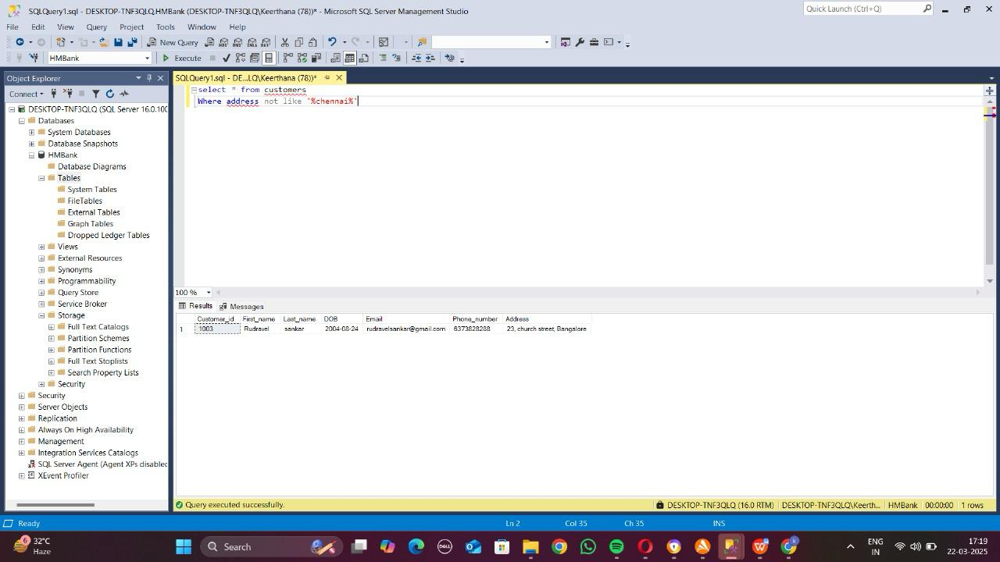 SQLQuery1.sql - DESKTOP-TNF3QLQ.HMBank (DESKTOP-TNF3QLQ\Keerthana (78))* - Microsoft SQL Server Management Studio
Quick Launch (Ctrl+Q)
File Edit View Query Project Tools Window Help
New Query
HMBank Execute
Object Explorer
SQLQuery1.sql - DE...LQ\Keerthana (78))*
Connect
select * from customers
Where address not like '%chennai%'
DESKTOP-TNF3QLQ (SQL Server 16.0.100
Databases
System Databases
Database Snapshots
HMBank
Database Diagrams
Tables
System Tables
FileTables
External Tables
Graph Tables
Dropped Ledger Tables
Views
External Resources
Synonyms
Programmability
Query Store
Service Broker
Storage
Full Text Catalogs
Partition Schemes
Partition Functions
Full Text Stoplists
Search Property Lists
Security
Security
Server Objects
Replication
Always On High Availability
Management
Integration Services Catalogs
SQL Server Agent (Agent XPs disabled
XEvent Profiler
100 %
Results Messages
Customer_id First_name Last_name DOB Email Phone_number Address
1 1003 Rudravel sankar 2004-08-24 rudravelsankar@gmail.com 6373828288 23, church street, Bangalore
Query executed successfully. DESKTOP-TNF3QLQ (16.0 RTM) DESKTOP-TNF3QLQ\Keerth... HMBank 00:00:00 1 rows
Ready Ln 2 Col 35 Ch 35 INS
6
32°C
Haze
Search
DELL
ENG
IN
17:19
22-03-2025